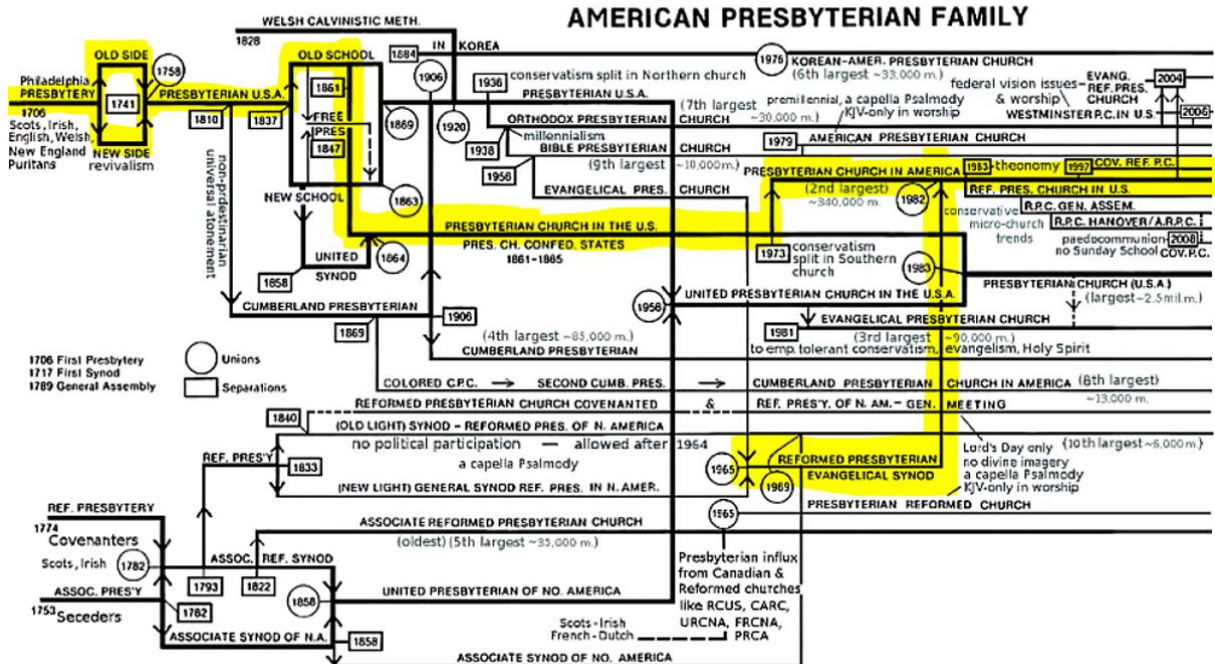 AMERICAN PRESBYTERIAN FAMILY
WELSH CALVINISTIC METH.
1828
OLD SIDE
1758
OLD SCHOOL
1884
IN KOREA
1976
KOREAN-AMER. PRESBYTERIAN CHURCH
(6th largest ~33,000 m.)
1906
1936
conservatism split in Northern church
federal vision issues
& worship
EVANG.
REF. PRES.
CHURCH
2004
Philadelphia
PRESBYTERY
1706
1741
PRESBYTERIAN U.S.A.
1861
PRESBYTERIAN U.S.A.
(7th largest
~30,000 m.)
premillennial, a capella Psalmody
KJV-only in worship
WESTMINSTER P.C. IN U.S.
2006
Scots, Irish,
English, Welsh,
New England
Puritans
1810
1837
FREE
PRES
1847
1869
1920
ORTHODOX PRESBYTERIAN CHURCH
1979
AMERICAN PRESBYTERIAN CHURCH
NEW SIDE
revivalism
1938
millennialism
BIBLE PRESBYTERIAN CHURCH
(9th largest ~10,000 m.)
1956
PRESBYTERIAN CHURCH IN AMERICA
(2nd largest)
~340,000 m.
1983
theonomy
1997
COV. REF. P.C.
non-predestinarian
universal atonement
NEW SCHOOL
1863
EVANGELICAL PRES. CHURCH
1982
REF. PRES. CHURCH IN U.S.
R.P.C. GEN. ASSEM.
conservative
micro-church
trends
R.P.C. HANOVER/A.R.P.C.
PRESBYTERIAN CHURCH IN THE U.S.
PRES. CH. CONFED. STATES
1861-1865
UNITED
SYNOD
1864
1858
1973
conservatism
split in Southern
church
paedocommunion
no Sunday School
2008
COV. P.C.
1983
PRESBYTERIAN CHURCH (U.S.A.)
(largest ~2.5mil.m.)
CUMBERLAND PRESBYTERIAN
1906
1958
UNITED PRESBYTERIAN CHURCH IN THE U.S.A.
1869
(4th largest ~85,000 m.)
1981
EVANGELICAL PRESBYTERIAN CHURCH
(3rd largest ~90,000 m.)
CUMBERLAND PRESBYTERIAN
to emp. tolerant conservatism, evangelism, Holy Spirit
1706 First Presbytery
1717 First Synod
1789 General Assembly
Unions
Separations
COLORED C.P.C. → SECOND CUMB. PRES. → CUMBERLAND PRESBYTERIAN CHURCH IN AMERICA (8th largest)
~13,000 m.
REFORMED PRESBYTERIAN CHURCH COVENANTED & REF. PRES'Y. OF N. AM. - GEN. MEETING
1840
(OLD LIGHT) SYNOD - REFORMED PRES. OF N. AMERICA
no political participation — allowed after 1964
(10th largest ~6,000 m.)
REF. PRES'Y
1833
a capella Psalmody
1965
REFORMED PRESBYTERIAN
EVANGELICAL SYNOD
1969
Lord's Day only
no divine imagery
a capella Psalmody
KJV-only in worship
(NEW LIGHT) GENERAL SYNOD REF. PRES. IN N. AMER.
PRESBYTERIAN REFORMED CHURCH
1965
REF. PRESBYTERY
1774
Covenanters
ASSOCIATE REFORMED PRESBYTERIAN CHURCH
(oldest) (5th largest ~35,000 m.)
Scots, Irish
1782
ASSOC. REF. SYNOD
1793
1822
Presbyterian influx
from Canadian &
Reformed churches
like RCUS, CARC,
URCNA, FRCNA,
PRCA
ASSOC. PRES'Y
1753
Seceders
1782
1858
UNITED PRESBYTERIAN OF NO. AMERICA
Scots-Irish
French-Dutch
ASSOCIATE SYNOD OF N.A.
1858
ASSOCIATE SYNOD OF NO. AMERICA